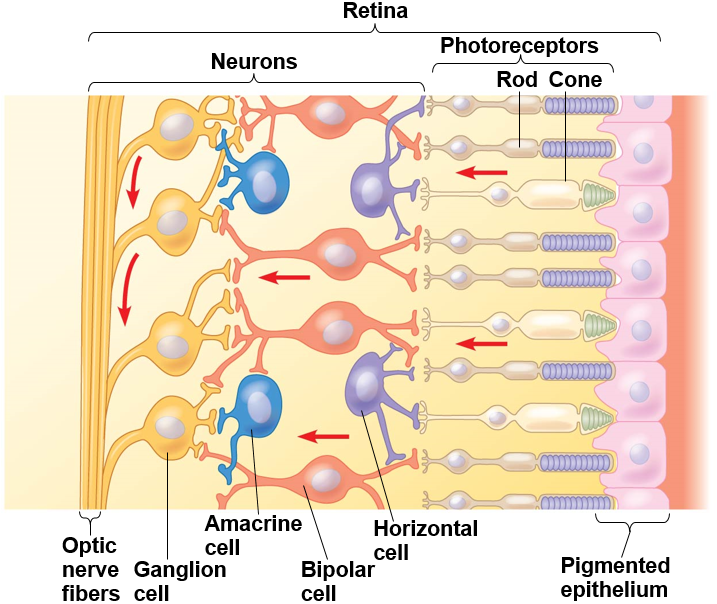 Retina
Photoreceptors
Neurons
Rod Cone
Optic
nerve
fibers
Ganglion
cell
Amacrine
cell
Bipolar
cell
Horizontal
cell
Pigmented
epithelium